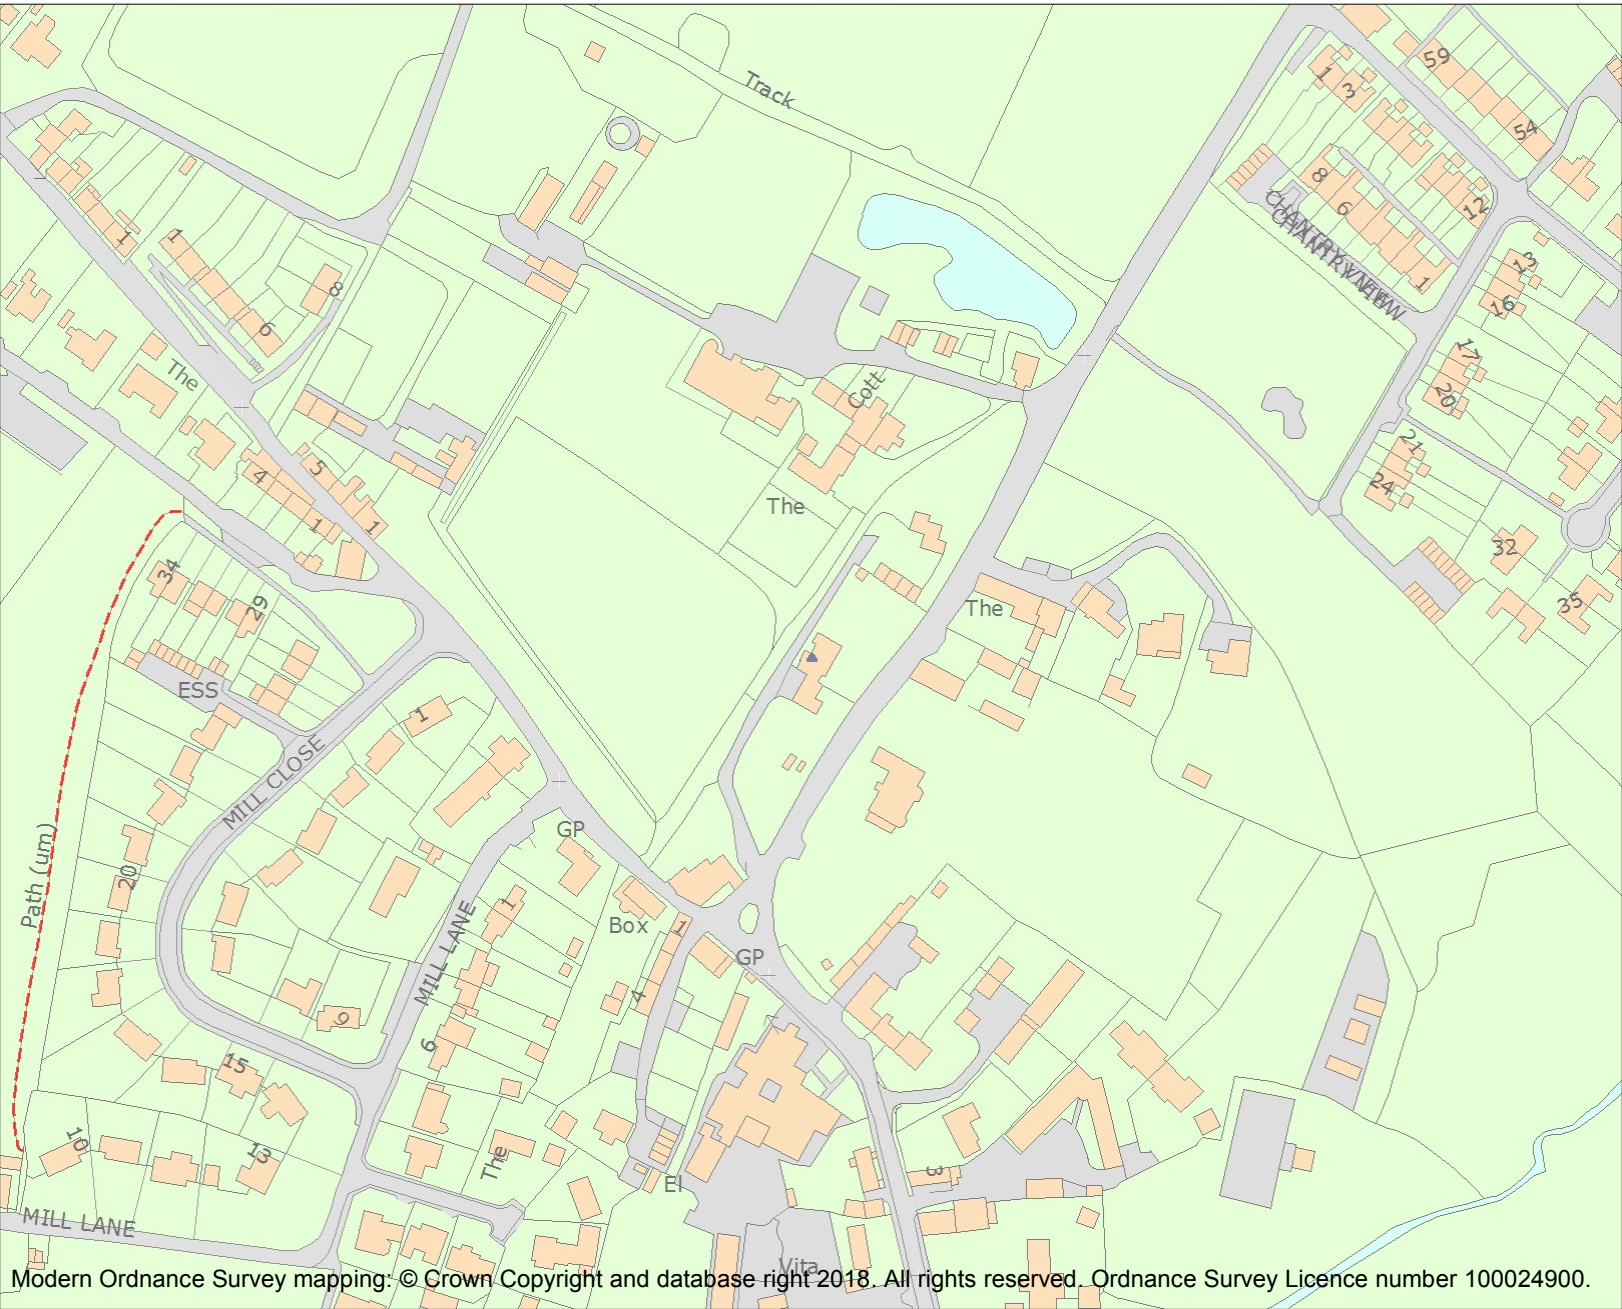 Track
59
1
3
54
8
6
12
CHANTRY VIEW
CHANTRY VIEW
1
13
16
1
1
8
6
The
Cott
17
20
21
24
5
4
1
1
The
32
35
34
29
The
ESS
1
MILL CLOSE
GP
20
Path (um)
MILL LANE
1
Box
1
GP
4
9
6
15
10
13
The
El
3
MILL LANE
Vita
Modern Ordnance Survey mapping: © Crown Copyright and database right 2018. All rights reserved. Ordnance Survey Licence number 100024900.